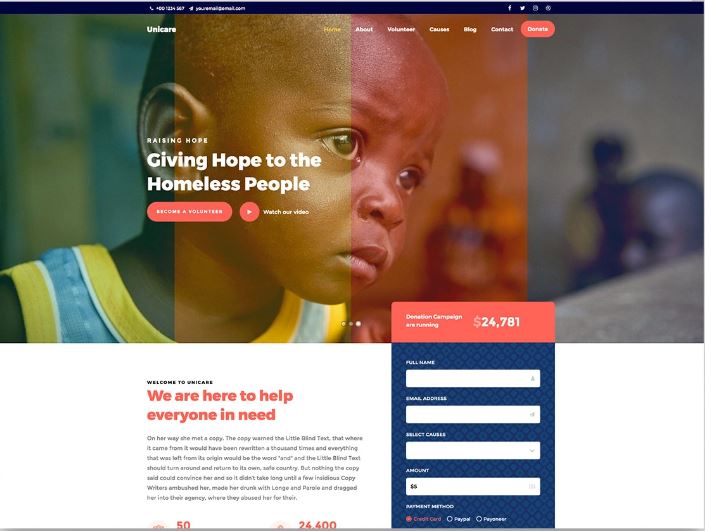 +00 1234 567 youremail@email.com
Unicare
Home About Volunteer Causes Blog Contact Donate
RAISING HOPE
Giving Hope to the
Homeless People
BECOME A VOLUNTEER Watch our video
Donation Campaign
are running
$24,781
FULL NAME
EMAIL ADDRESS
SELECT CAUSES
AMOUNT
$5
PAYMENT METHOD
Credit Card Paypal Payoneer
WELCOME TO UNICARE
We are here to help
everyone in need
On her way she met a copy. The copy warned the Little Blind Text, that where
it came from it would have been rewritten a thousand times and everything
that was left from its origin would be the word "and" and the Little Blind Text
should turn around and return to its own, safe country. But nothing the copy
said could convince her and so it didn't take long until a few insidious Copy
Writers ambushed her, made her drunk with Longe and Parole and dragged
her into their agency, where they abused her for their.
50 24,400